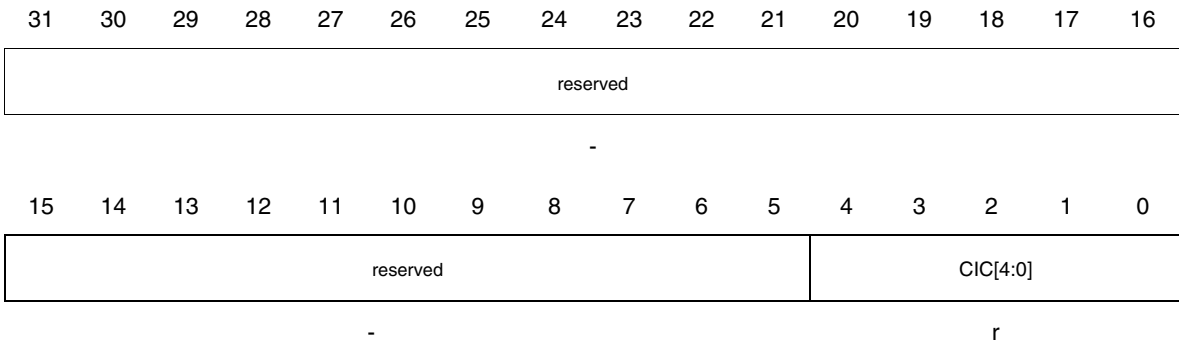 31 30 29 28 27 26 25 24 23 22 21 20 19 18 17 16
reserved
-
15 14 13 12 11 10 9 8 7 6 5 4 3 2 1 0
reserved CIC[4:0]
- r